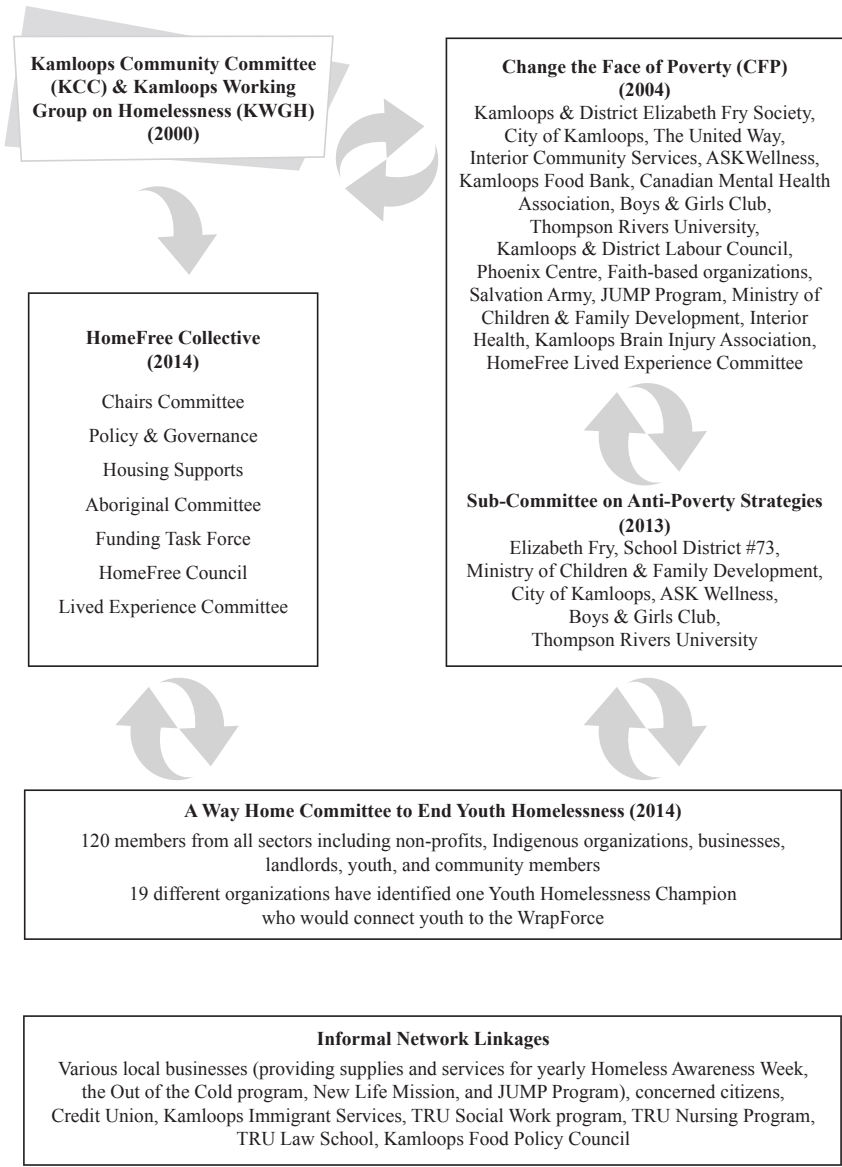 Kamloops Community Committee
(KCC) & Kamloops Working
Group on Homelessness (KWGH)
(2000)
Change the Face of Poverty (CFP)
(2004)
Kamloops & District Elizabeth Fry Society,
City of Kamloops, The United Way,
Interior Community Services, ASKWellness,
Kamloops Food Bank, Canadian Mental Health
Association, Boys & Girls Club,
Thompson Rivers University,
Kamloops & District Labour Council,
Phoenix Centre, Faith-based organizations,
Salvation Army, JUMP Program, Ministry of
Children & Family Development, Interior
Health, Kamloops Brain Injury Association,
HomeFree Lived Experience Committee
HomeFree Collective
(2014)
Chairs Committee
Policy & Governance
Housing Supports
Aboriginal Committee
Funding Task Force
HomeFree Council
Lived Experience Committee
Sub-Committee on Anti-Poverty Strategies
(2013)
Elizabeth Fry, School District #73,
Ministry of Children & Family Development,
City of Kamloops, ASK Wellness,
Boys & Girls Club,
Thompson Rivers University
A Way Home Committee to End Youth Homelessness (2014)
120 members from all sectors including non-profits, Indigenous organizations, businesses,
landlords, youth, and community members
19 different organizations have identified one Youth Homelessness Champion
who would connect youth to the WrapForce
Informal Network Linkages
Various local businesses (providing supplies and services for yearly Homeless Awareness Week,
the Out of the Cold program, New Life Mission, and JUMP Program), concerned citizens,
Credit Union, Kamloops Immigrant Services, TRU Social Work program, TRU Nursing Program,
TRU Law School, Kamloops Food Policy Council